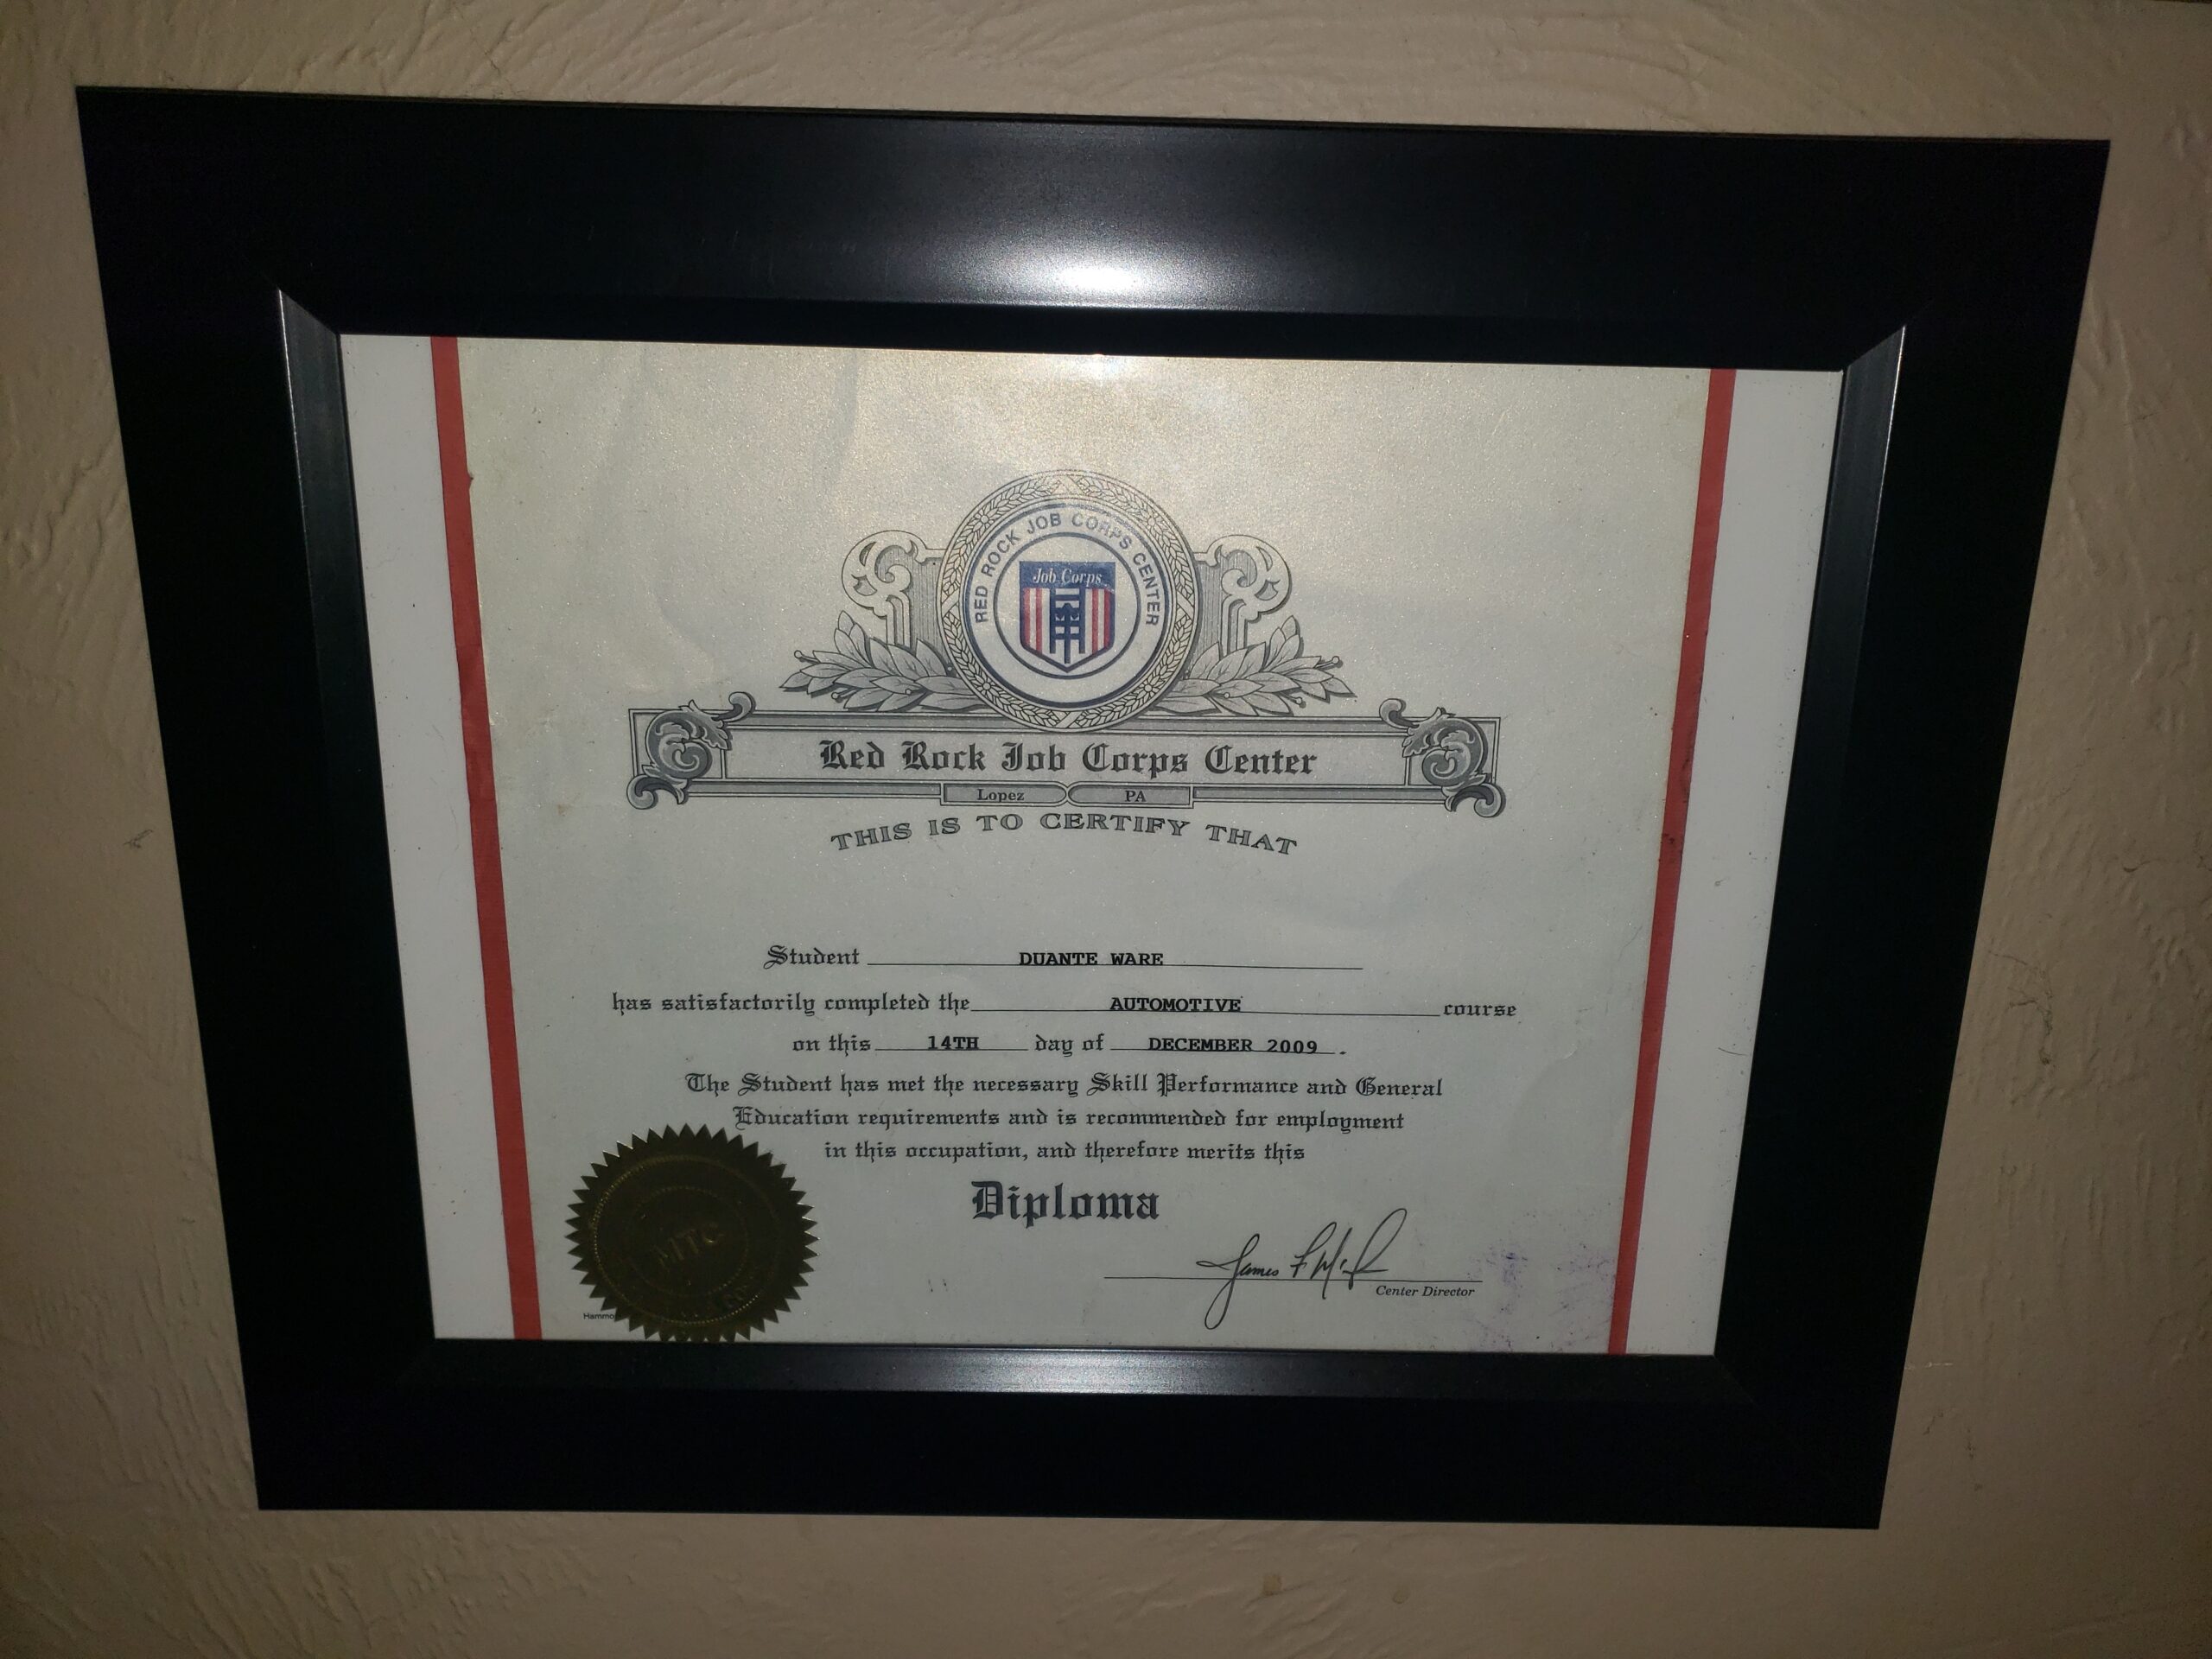 RED ROCK JOB CORPS CENTER
Job Corps
Red Rock Job Corps Center
Lopez PA
THIS IS TO CERTIFY THAT
Student DUANTE WARE
has satisfactorily completed the AUTOMOTIVE course
on this 14TH day of DECEMBER 2009 .
The Student has met the necessary Skill Performance and General
Education requirements and is recommended for employment
in this occupation, and therefore merits this
Diploma
MTC
James F
Center Director
Hammo